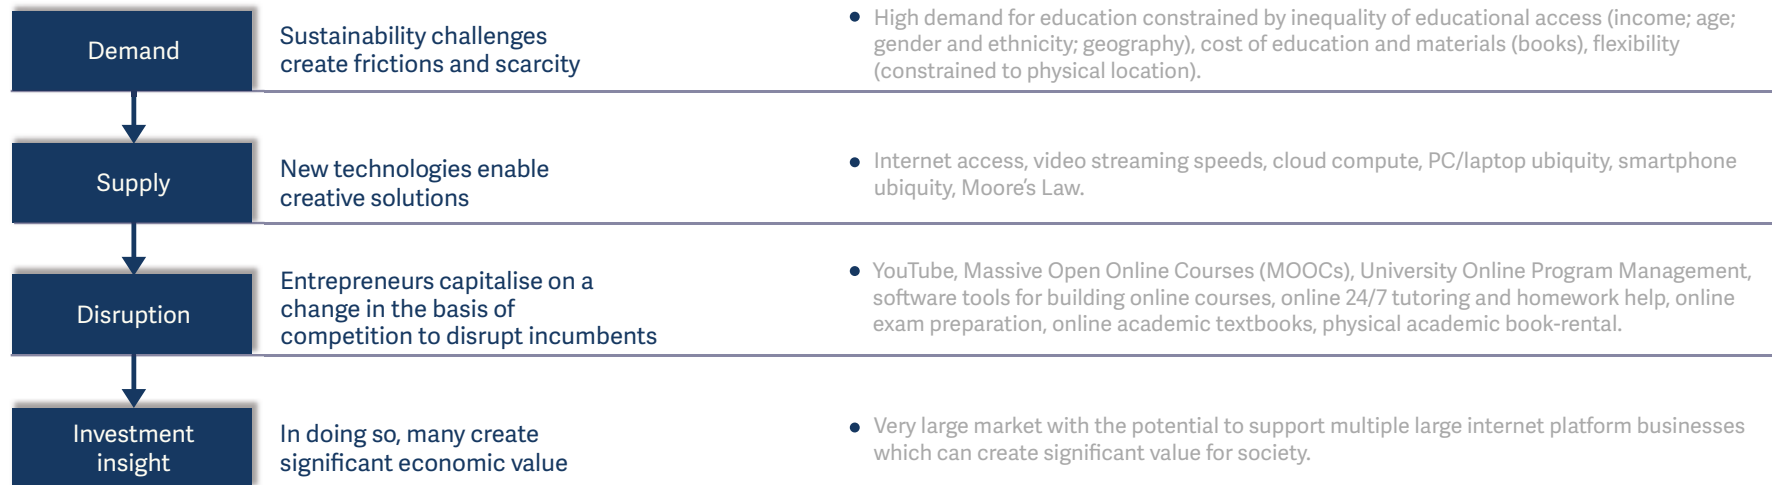 Demand
Sustainability challenges
create frictions and scarcity
● High demand for education constrained by inequality of educational access (income; age;
gender and ethnicity; geography), cost of education and materials (books), flexibility
(constrained to physical location).
Supply
New technologies enable
creative solutions
● Internet access, video streaming speeds, cloud compute, PC/laptop ubiquity, smartphone
ubiquity, Moore’s Law.
Disruption
Entrepreneurs capitalise on a
change in the basis of
competition to disrupt incumbents
● YouTube, Massive Open Online Courses (MOOCs), University Online Program Management,
software tools for building online courses, online 24/7 tutoring and homework help, online
exam preparation, online academic textbooks, physical academic book-rental.
Investment
insight
In doing so, many create
significant economic value
● Very large market with the potential to support multiple large internet platform businesses
which can create significant value for society.